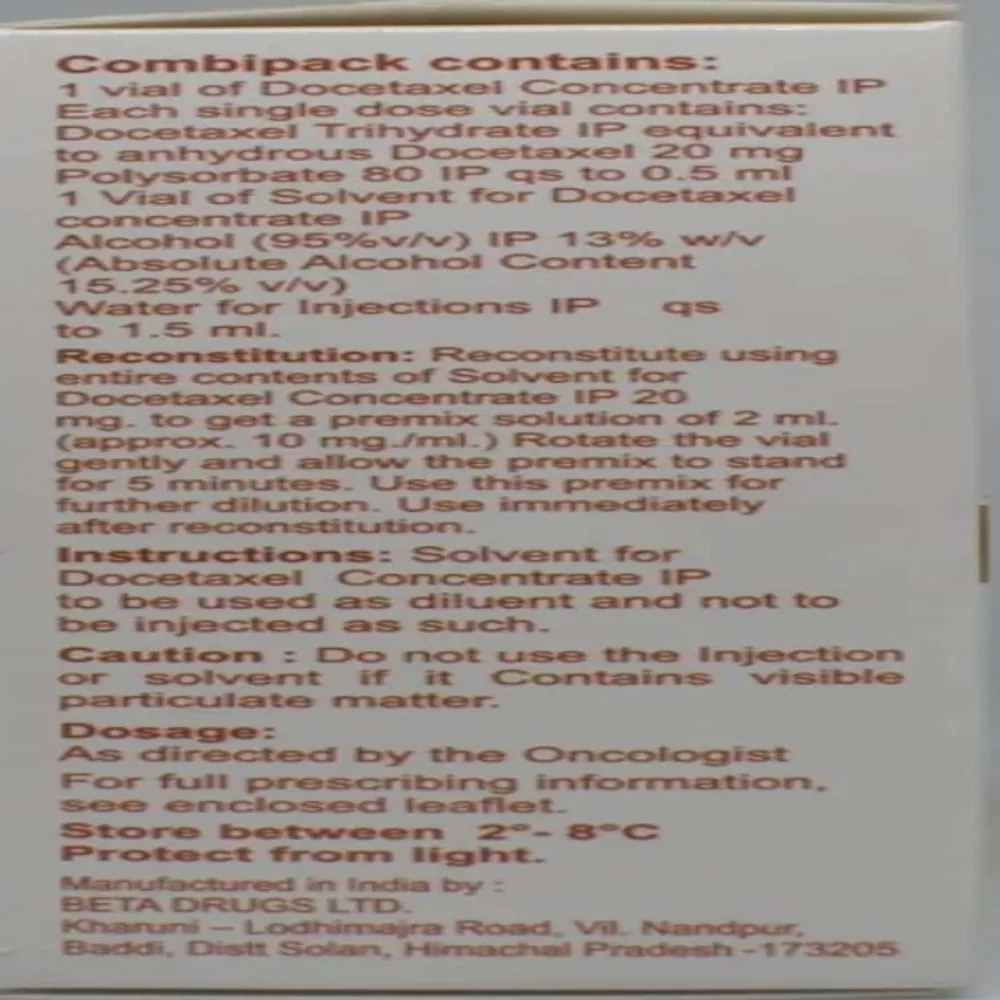 Combipack contains:
1 vial of Docetaxel Concentrate IP
Each single dose vial contains:
Docetaxel Trihydrate IP equivalent
to anhydrous Docetaxel 20 mg
Polysorbate 80 IP qs to 0.5 ml
1 Vial of Solvent for Docetaxel
concentrate IP
Alcohol (95%v/v) IP 13% w/v
(Absolute Alcohol Content
15.25% v/v)
Water for Injections IP qs
to 1.5 ml.
Reconstitution: Reconstitute using
entire contents of Solvent for
Docetaxel Concentrate IP 20
mg. to get a premix solution of 2 ml.
(approx. 10 mg./ml.) Rotate the vial
gently and allow the premix to stand
for 5 minutes. Use this premix for
further dilution. Use immediately
after reconstitution.
Instructions: Solvent for
Docetaxel Concentrate IP
to be used as diluent and not to
be injected as such.
Caution : Do not use the Injection
or solvent if it Contains visible
particulate matter.
Dosage:
As directed by the Oncologist
For full prescribing information,
see enclosed leaflet.
Store between 2°- 8°C
Protect from light.
Manufactured in India by :
BETA DRUGS LTD.
Kharuni – Lodhimajra Road, Vil. Nandpur,
Baddi, Distt Solan, Himachal Pradesh -173205